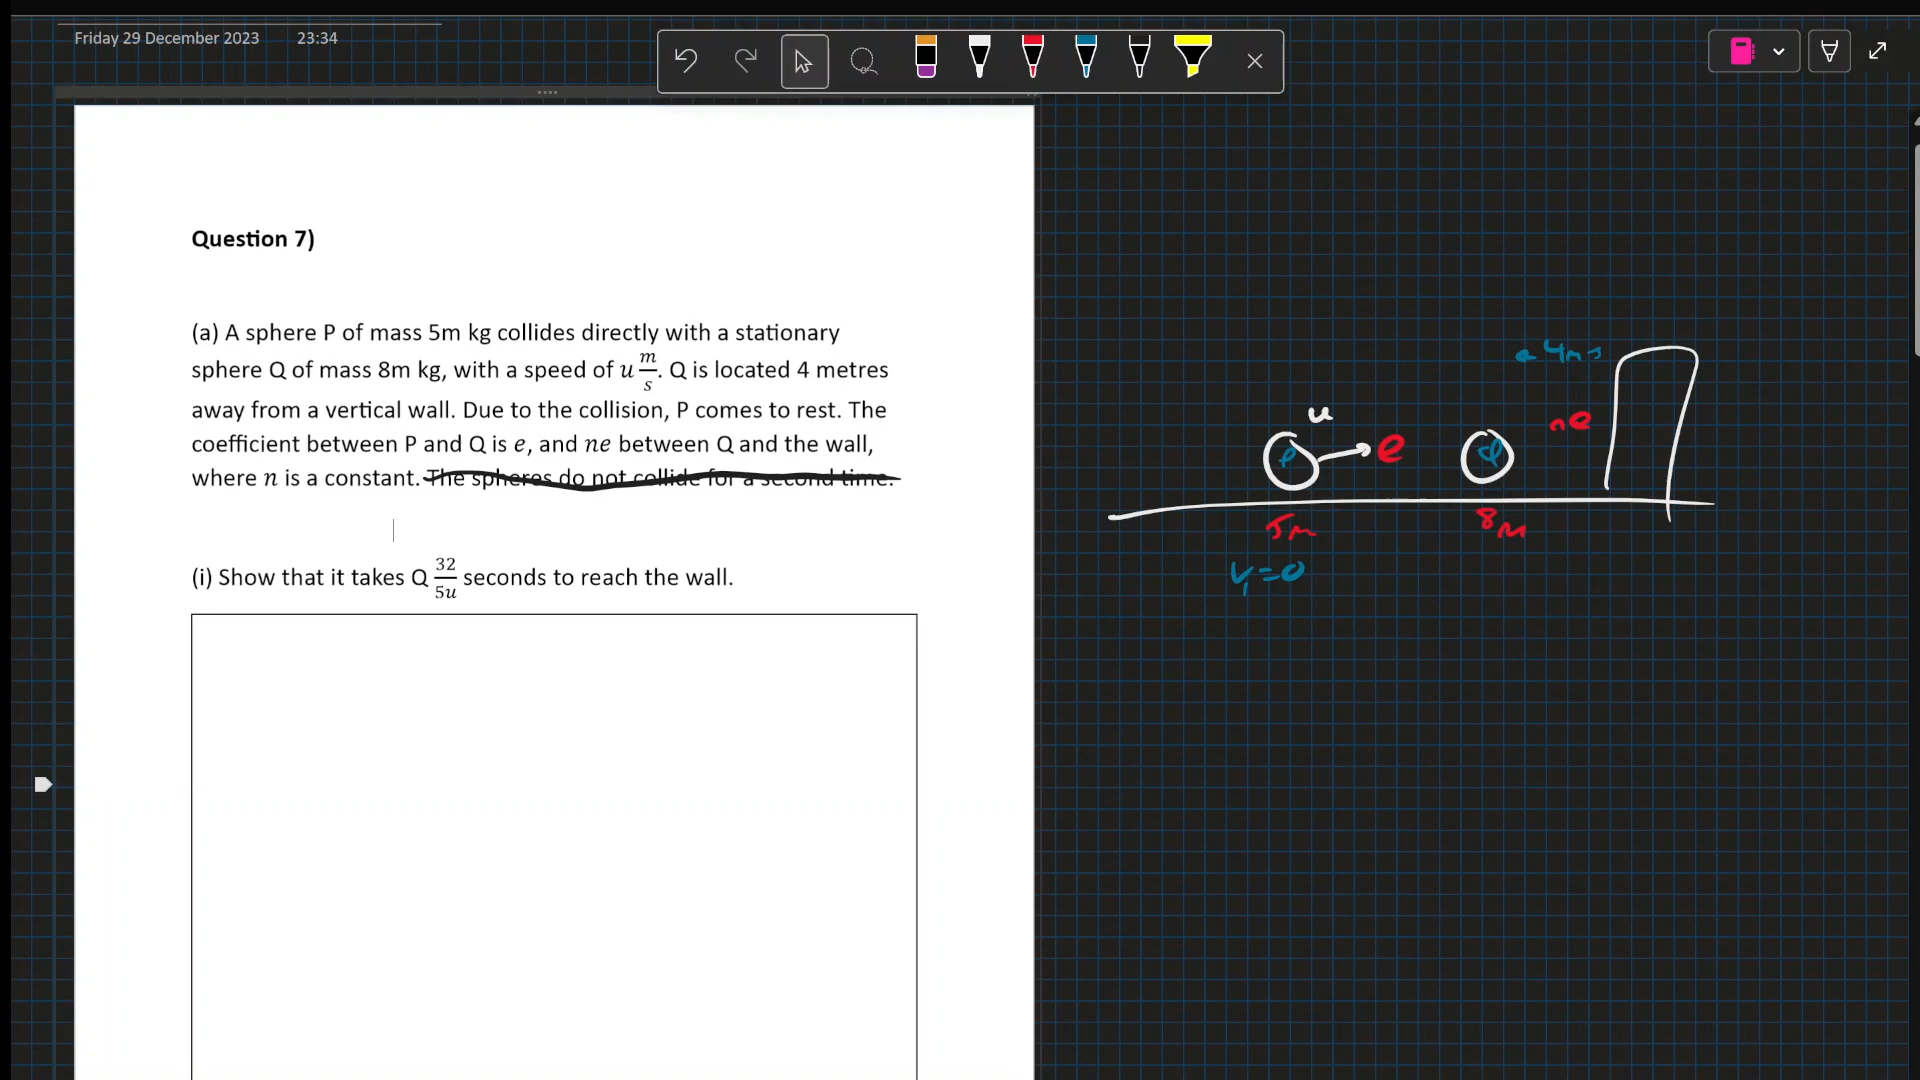 Friday 29 December 2023 23:34
Question 7)
(a) A sphere P of mass 5m kg collides directly with a stationary
sphere Q of mass 8m kg, with a speed of u m/s. Q is located 4 metres
away from a vertical wall. Due to the collision, P comes to rest. The
coefficient between P and Q is e, and ne between Q and the wall,
where n is a constant. The spheres do not collide for a second time.
(i) Show that it takes Q 32/5u seconds to reach the wall.
4m
u
ne
P
e
Q
5m
8m
V₁=0